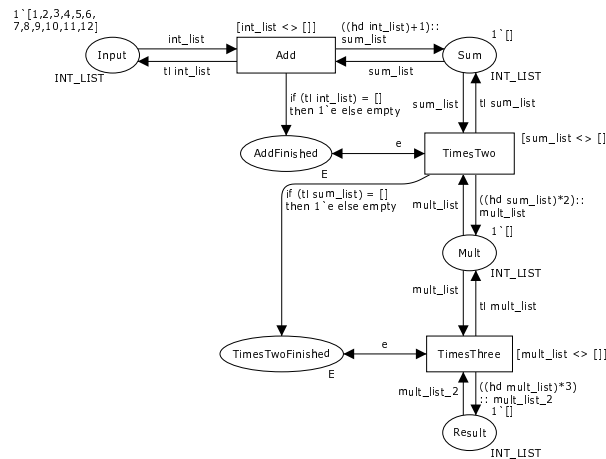 1`[1,2,3,4,5,6,
7,8,9,10,11,12]
Input
INT_LIST
int_list
tl int_list
[int_list <> []]
Add
((hd int_list)+1)::
sum_list
sum_list
1`[]
Sum
INT_LIST
if (tl int_list) = []
then 1`e else empty
sum_list
tl sum_list
AddFinished
E
e
TimesTwo
[sum_list <> []
if (tl sum_list) = []
then 1`e else empty
mult_list
((hd sum_list)*2)::
mult_list
1`[]
Mult
INT_LIST
mult_list
tl mult_list
TimesTwoFinished
E
e
TimesThree
[mult_list <> []]
mult_list_2
((hd mult_list)*3)
:: mult_list_2
1`[]
Result
INT_LIST